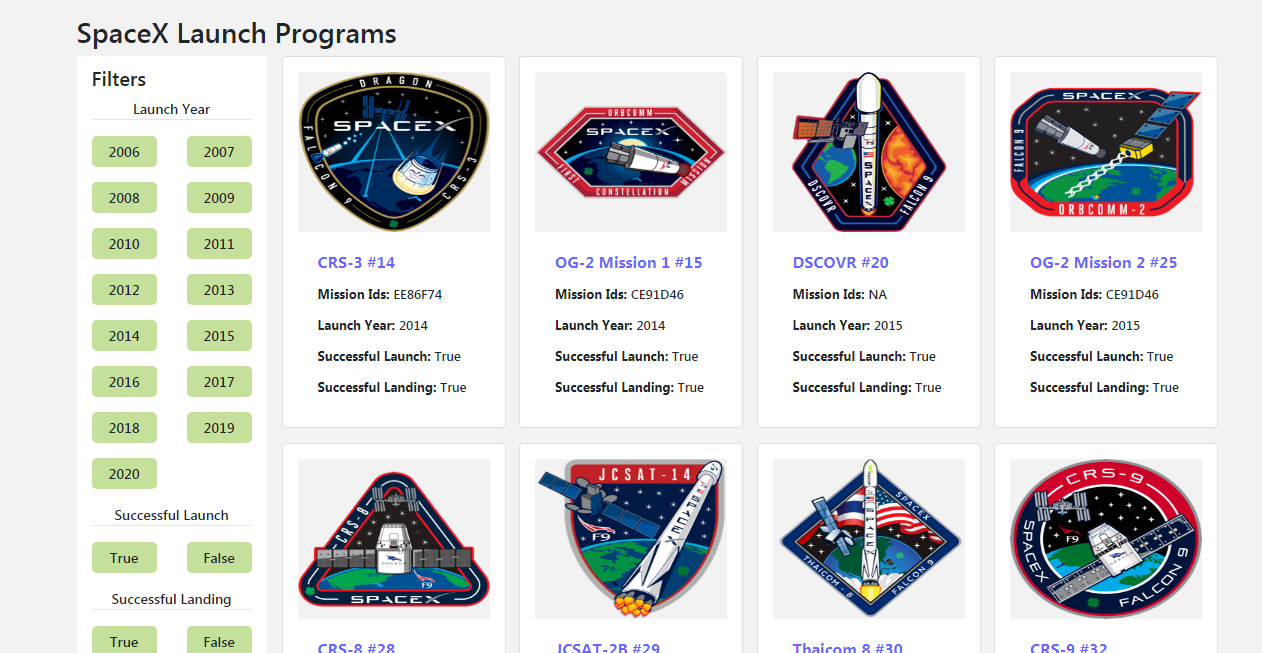 SpaceX Launch Programs
Filters
Launch Year
2006 2007
2008 2009
2010 2011
2012 2013
2014 2015
2016 2017
2018 2019
2020
Successful Launch
True False
Successful Landing
True False
DRAGON
SPACEX
FALCON 9
CRS-3
CRS-3 #14
Mission Ids: EE86F74
Launch Year: 2014
Successful Launch: True
Successful Landing: True
ORBCOMM
SPACEX
FIRST
CONSTELLATION
MISSION
OG-2 Mission 1 #15
Mission Ids: CE91D46
Launch Year: 2014
Successful Launch: True
Successful Landing: True
SPACEX
DSCOVR
FALCON 9
DSCOVR #20
Mission Ids: NA
Launch Year: 2015
Successful Launch: True
Successful Landing: True
SPACEX
FALCON 9
ORBCOMM-2
OG-2 Mission 2 #25
Mission Ids: CE91D46
Launch Year: 2015
Successful Launch: True
Successful Landing: True
CRS-8
F9
SPACEX
CRS-8 #28
JCSAT-14
F9
SPACEX
JCSAT-2B #29
SPACEX
SPACEX
THAICOM - 8
FALCON 9
Thaicom 8 #30
CRS-9
F9
SPACEX
FALCON 9
CRS-9 #32